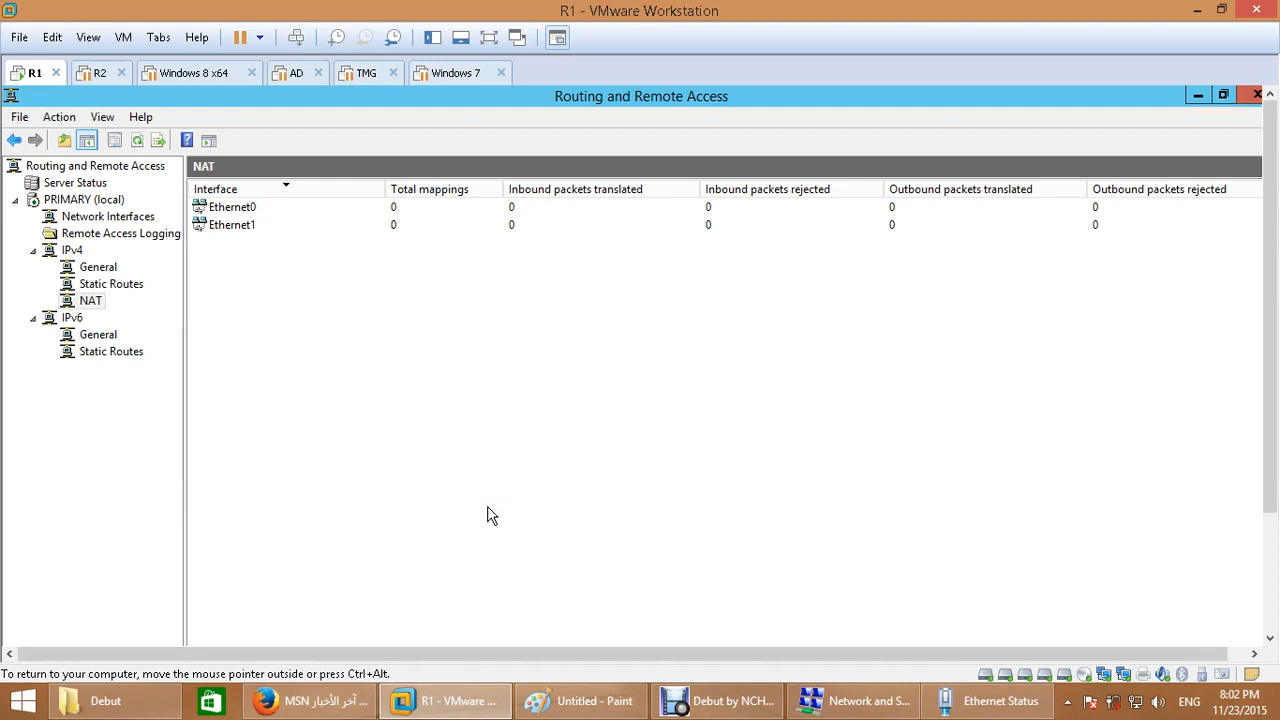 R1 - VMware Workstation
File Edit View VM Tabs Help
R1 R2 Windows 8 x64 AD TMG Windows 7
Routing and Remote Access
File Action View Help
Routing and Remote Access
Server Status
PRIMARY (local)
Network Interfaces
Remote Access Logging
IPv4
General
Static Routes
NAT
IPv6
General
Static Routes
NAT
Interface Total mappings Inbound packets translated Inbound packets rejected Outbound packets translated Outbound packets rejected
Ethernet0 0 0 0 0 0
Ethernet1 0 0 0 0 0
To return to your computer, move the mouse pointer outside or press Ctrl+Alt.
Debut MSN آخر الأخبار ... R1 - VMware ... Untitled - Paint Debut by NCH... Network and S... Ethernet Status ENG 8:02 PM
11/23/2015